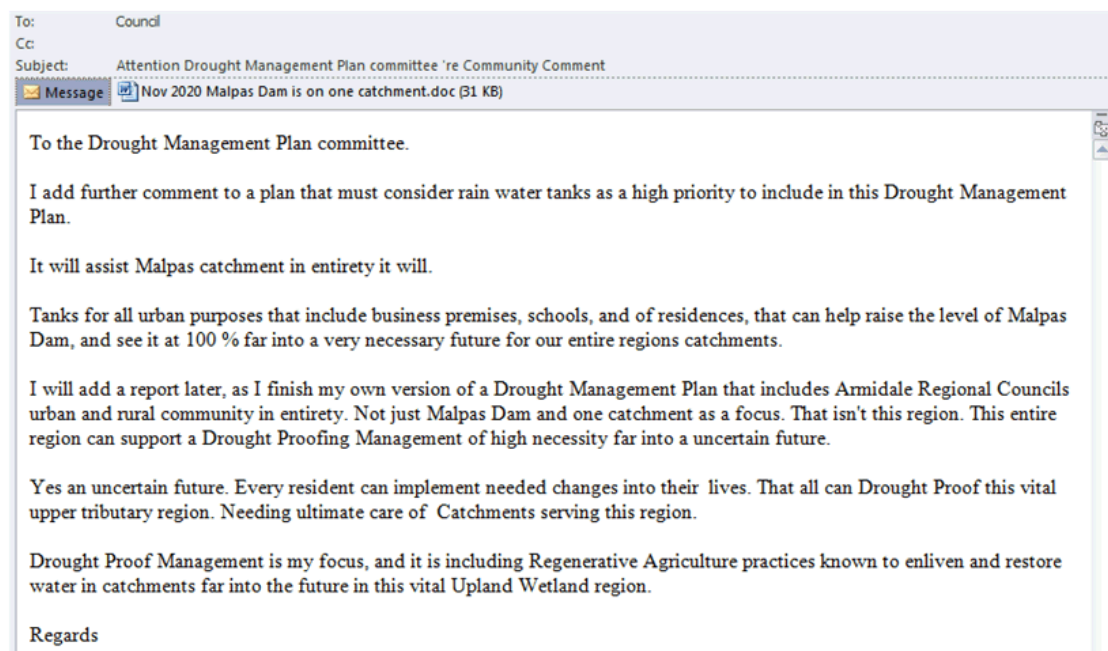 To: Council
Cc:
Subject: Attention Drought Management Plan committee 're Community Comment
Message Nov 2020 Malpas Dam is on one catchment.doc (31 KB)
To the Drought Management Plan committee.
I add further comment to a plan that must consider rain water tanks as a high priority to include in this Drought Management
Plan.
It will assist Malpas catchment in entirety it will.
Tanks for all urban purposes that include business premises, schools, and of residences, that can help raise the level of Malpas
Dam, and see it at 100 % far into a very necessary future for our entire regions catchments.
I will add a report later, as I finish my own version of a Drought Management Plan that includes Armidale Regional Councils
urban and rural community in entirety. Not just Malpas Dam and one catchment as a focus. That isn't this region. This entire
region can support a Drought Proofing Management of high necessity far into a uncertain future.
Yes an uncertain future. Every resident can implement needed changes into their lives. That all can Drought Proof this vital
upper tributary region. Needing ultimate care of Catchments serving this region.
Drought Proof Management is my focus, and it is including Regenerative Agriculture practices known to enliven and restore
water in catchments far into the future in this vital Upland Wetland region.
Regards